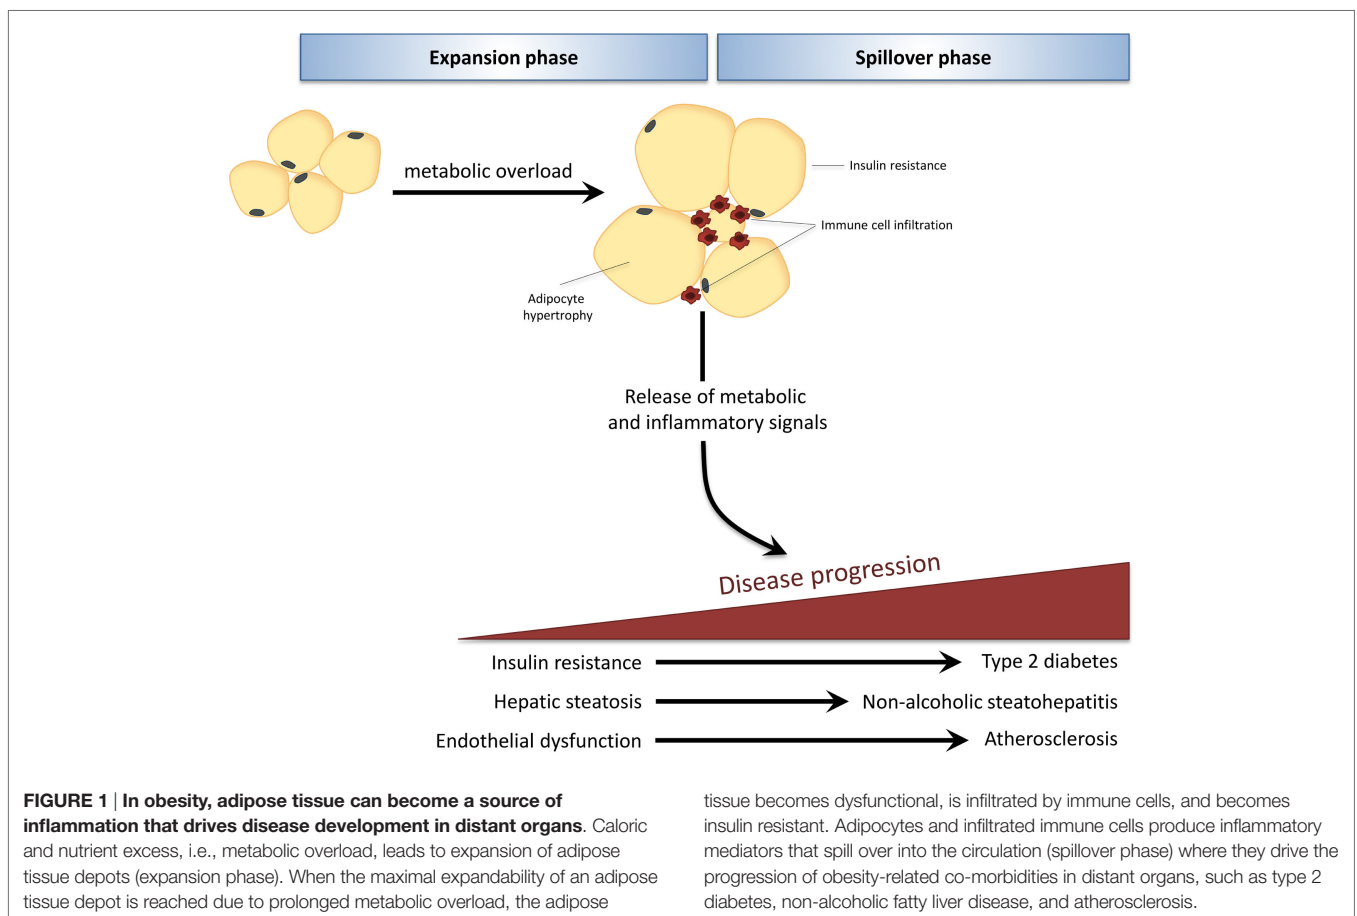 Expansion phase
Spillover phase
metabolic overload
Insulin resistance
Immune cell infiltration
Adipocyte
hypertrophy
Release of metabolic
and inflammatory signals
Disease progression
Insulin resistance
Type 2 diabetes
Hepatic steatosis
Non-alcoholic steatohepatitis
Endothelial dysfunction
Atherosclerosis
FIGURE 1 | In obesity, adipose tissue can become a source of
inflammation that drives disease development in distant organs. Caloric
and nutrient excess, i.e., metabolic overload, leads to expansion of adipose
tissue depots (expansion phase). When the maximal expandability of an adipose
tissue depot is reached due to prolonged metabolic overload, the adipose
tissue becomes dysfunctional, is infiltrated by immune cells, and becomes
insulin resistant. Adipocytes and infiltrated immune cells produce inflammatory
mediators that spill over into the circulation (spillover phase) where they drive the
progression of obesity-related co-morbidities in distant organs, such as type 2
diabetes, non-alcoholic fatty liver disease, and atherosclerosis.